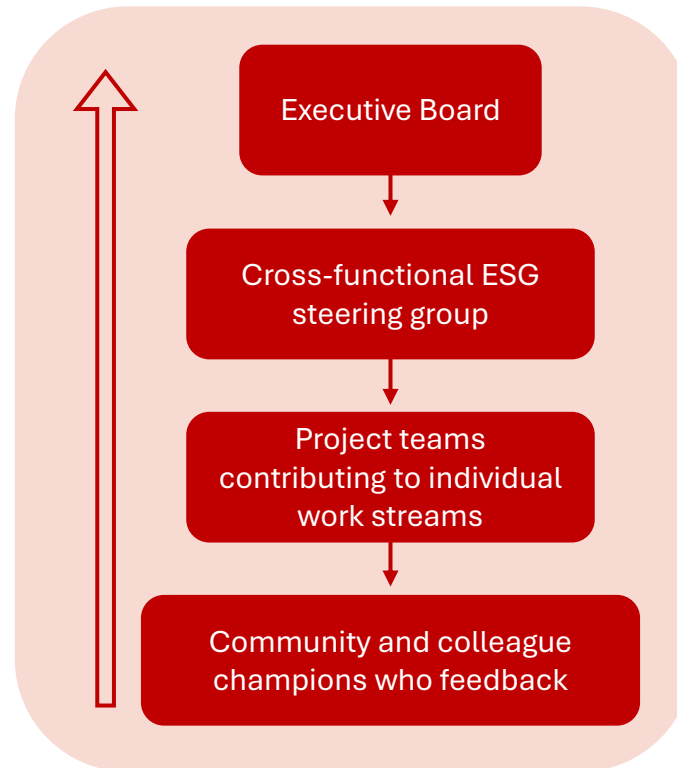 Executive Board
Cross-functional ESG
steering group
Project teams
contributing to individual
work streams
Community and colleague
champions who feedback